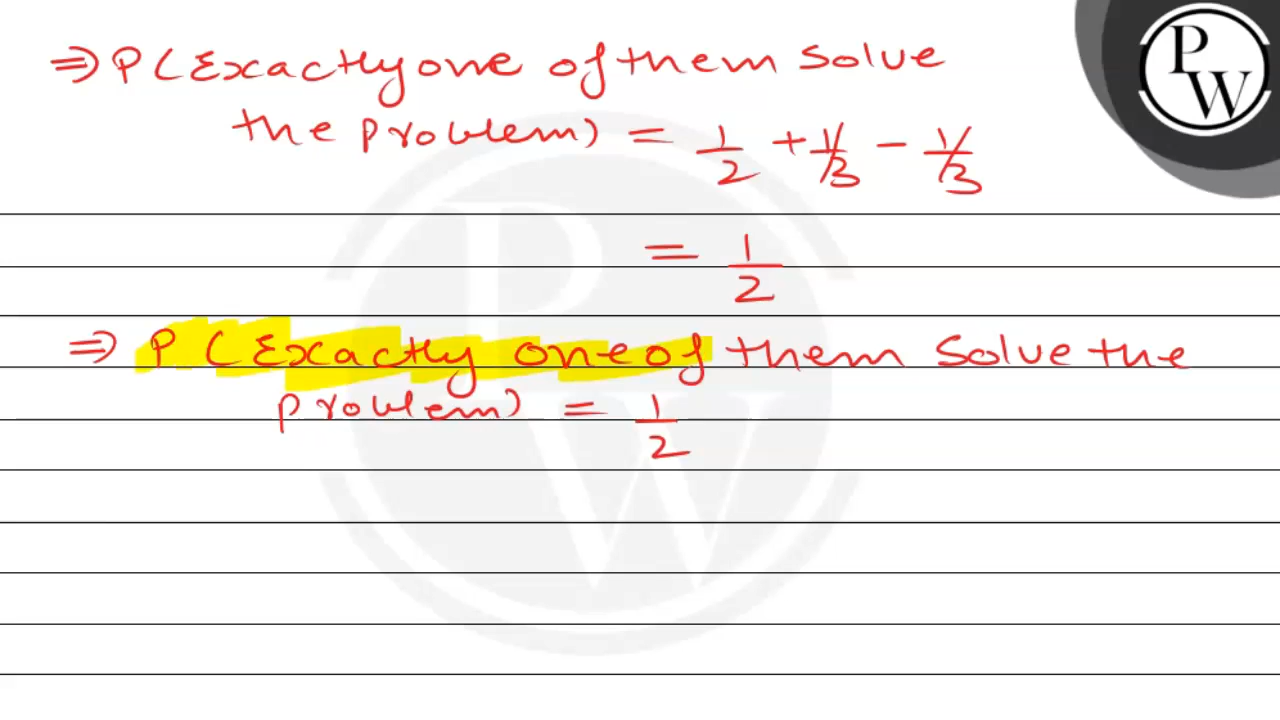 ⇒ P (Exactly one of them solve
the problem) = 1/2 + 1/3 - 1/3
= 1/2
⇒ P (Exactly one of them solve the
problem) = 1/2
PW